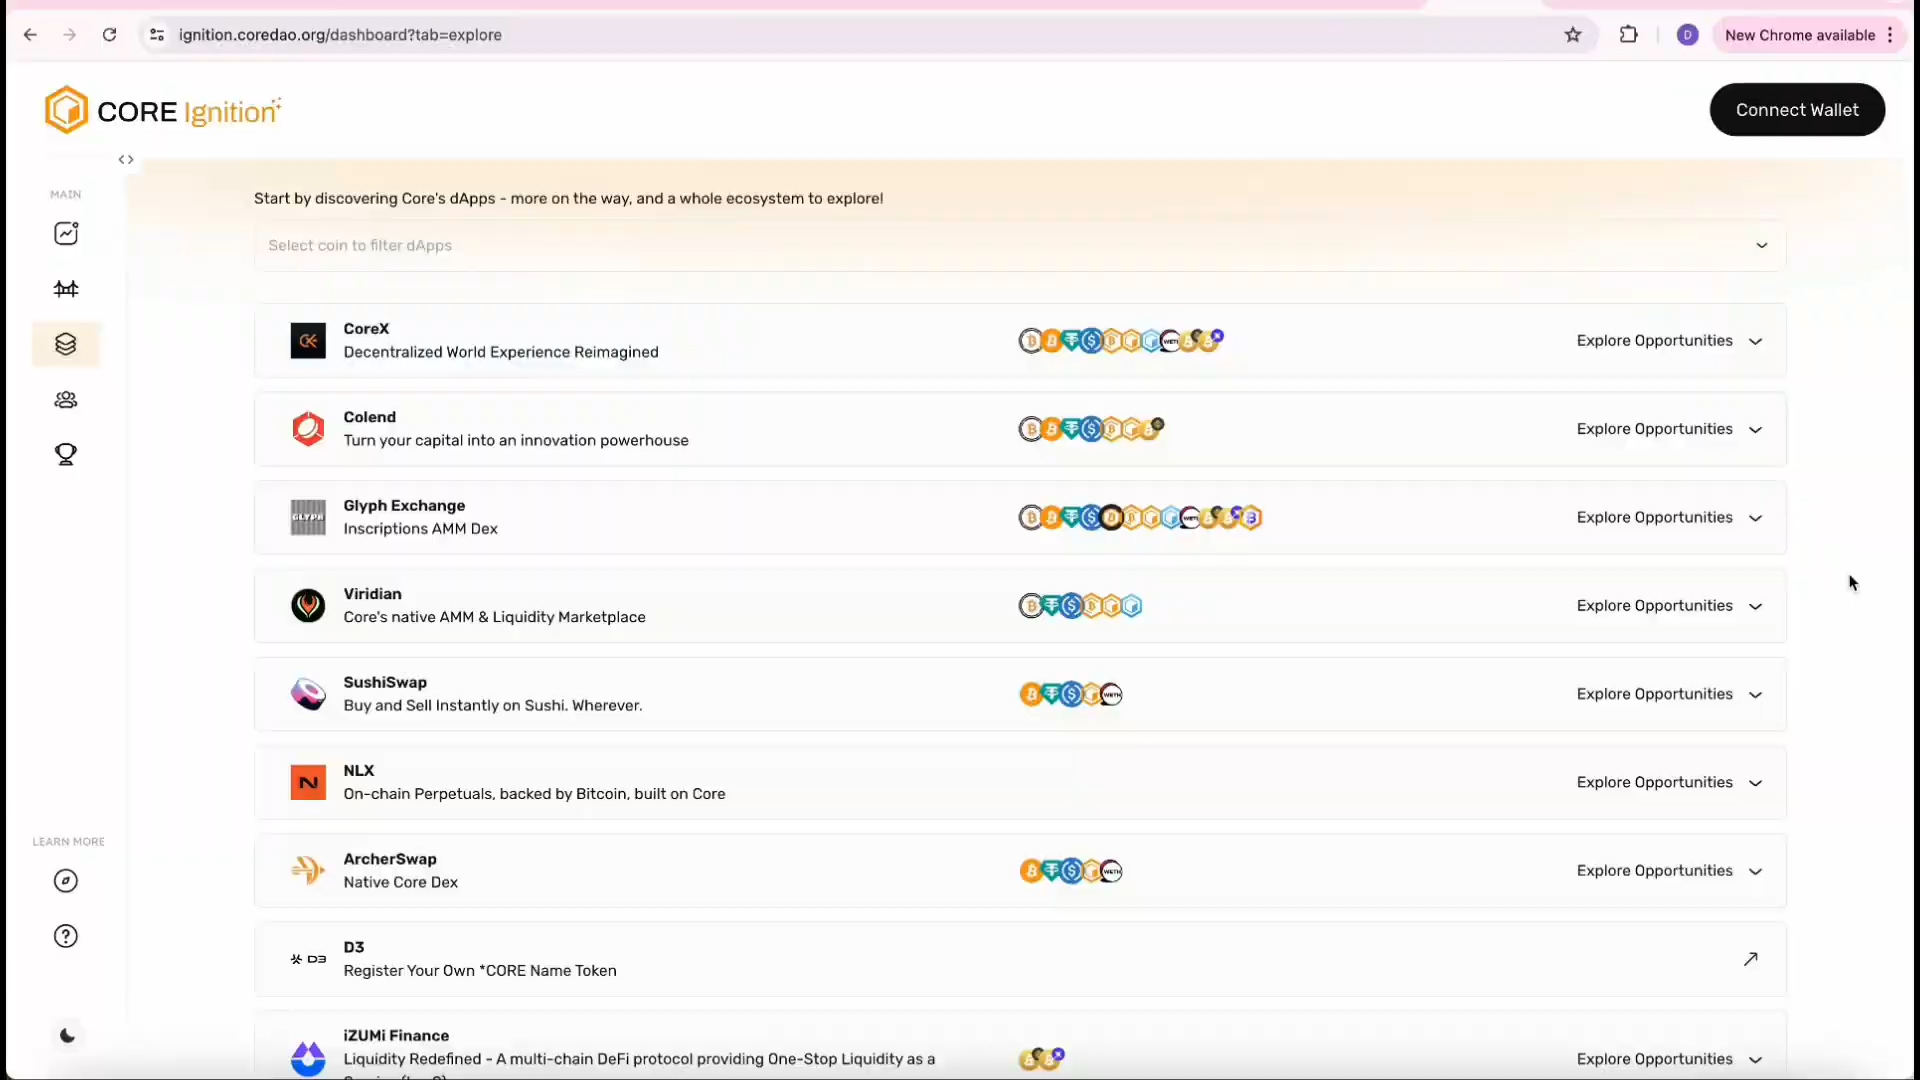 ignition.coredao.org/dashboard?tab=explore
D
New Chrome available
CORE Ignition
Connect Wallet
MAIN
Start by discovering Core's dApps - more on the way, and a whole ecosystem to explore!
Select coin to filter dApps
CoreX
Decentralized World Experience Reimagined
Explore Opportunities
Colend
Turn your capital into an innovation powerhouse
Explore Opportunities
GLYPH
Glyph Exchange
Inscriptions AMM Dex
Explore Opportunities
Viridian
Core's native AMM & Liquidity Marketplace
Explore Opportunities
SushiSwap
Buy and Sell Instantly on Sushi. Wherever.
WETH
Explore Opportunities
N
NLX
On-chain Perpetuals, backed by Bitcoin, built on Core
Explore Opportunities
LEARN MORE
ArcherSwap
Native Core Dex
WETH
Explore Opportunities
D3
D3
Register Your Own *CORE Name Token
iZUMi Finance
Liquidity Redefined - A multi-chain DeFi protocol providing One-Stop Liquidity as a
Explore Opportunities